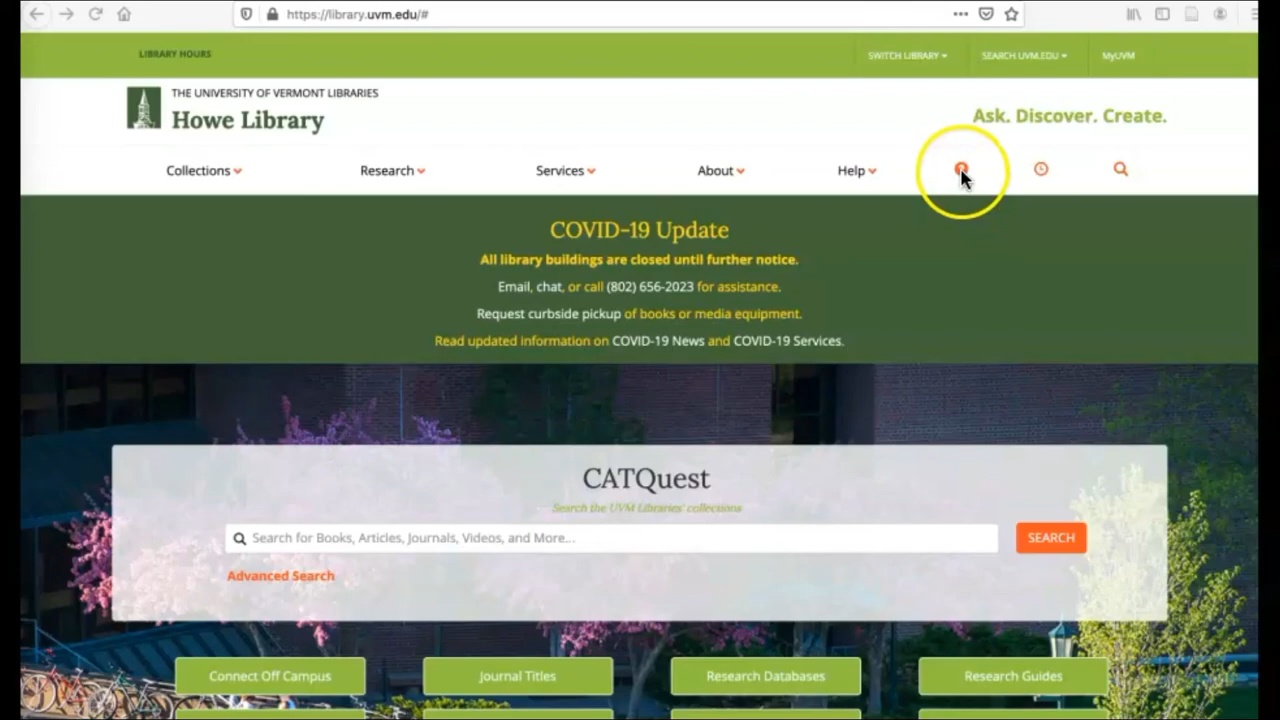 https://library.uvm.edu/#
LIBRARY HOURS
SWITCH LIBRARY
SEARCH UVM.EDU
MyUVM
THE UNIVERSITY OF VERMONT LIBRARIES
Howe Library
Ask. Discover. Create.
Collections
Research
Services
About
Help
COVID-19 Update
All library buildings are closed until further notice.
Email, chat, or call (802) 656-2023 for assistance.
Request curbside pickup of books or media equipment.
Read updated information on COVID-19 News and COVID-19 Services.
CATQuest
Search the UVM Libraries' collections
Search for Books, Articles, Journals, Videos, and More...
SEARCH
Advanced Search
Connect Off Campus
Journal Titles
Research Databases
Research Guides